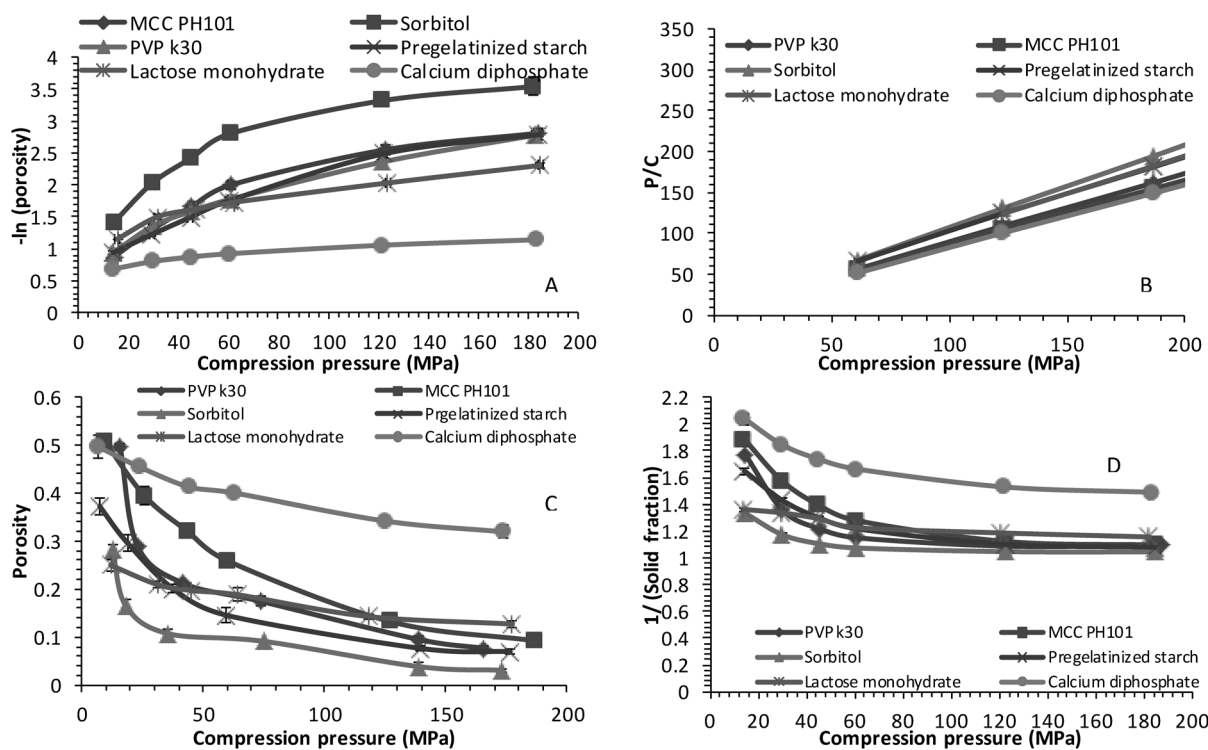 MCC PH101 Sorbitol
PVP k30 Pregelatinized starch
Lactose monohydrate Calcium diphosphate
-ln (porosity)
4
3.5
3
2.5
2
1.5
1
0.5
0
A
0 20 40 60 80 100 120 140 160 180 200
Compression pressure (MPa)
PVP k30 MCC PH101
Sorbitol Pregelatinized starch
Lactose monohydrate Calcium diphosphate
P/C
350
300
250
200
150
100
50
0
B
0 50 100 150 200
Compression pressure (MPa)
PVP k30 MCC PH101
Sorbitol Prgelatinized starch
Lactose monohydrate Calcium diphosphate
Porosity
0.6
0.5
0.4
0.3
0.2
0.1
0.0
C
0 50 100 150 200
Compression pressure (MPa)
1/ (Solid fraction)
2.2
2
1.8
1.6
1.4
1.2
1
0.8
0.6
0.4
0.2
0
D
PVP k30 MCC PH101
Sorbitol Pregelatinized starch
Lactose monohydrate Calcium diphosphate
0 20 40 60 80 100 120 140 160 180 200
Compression pressure (MPa)